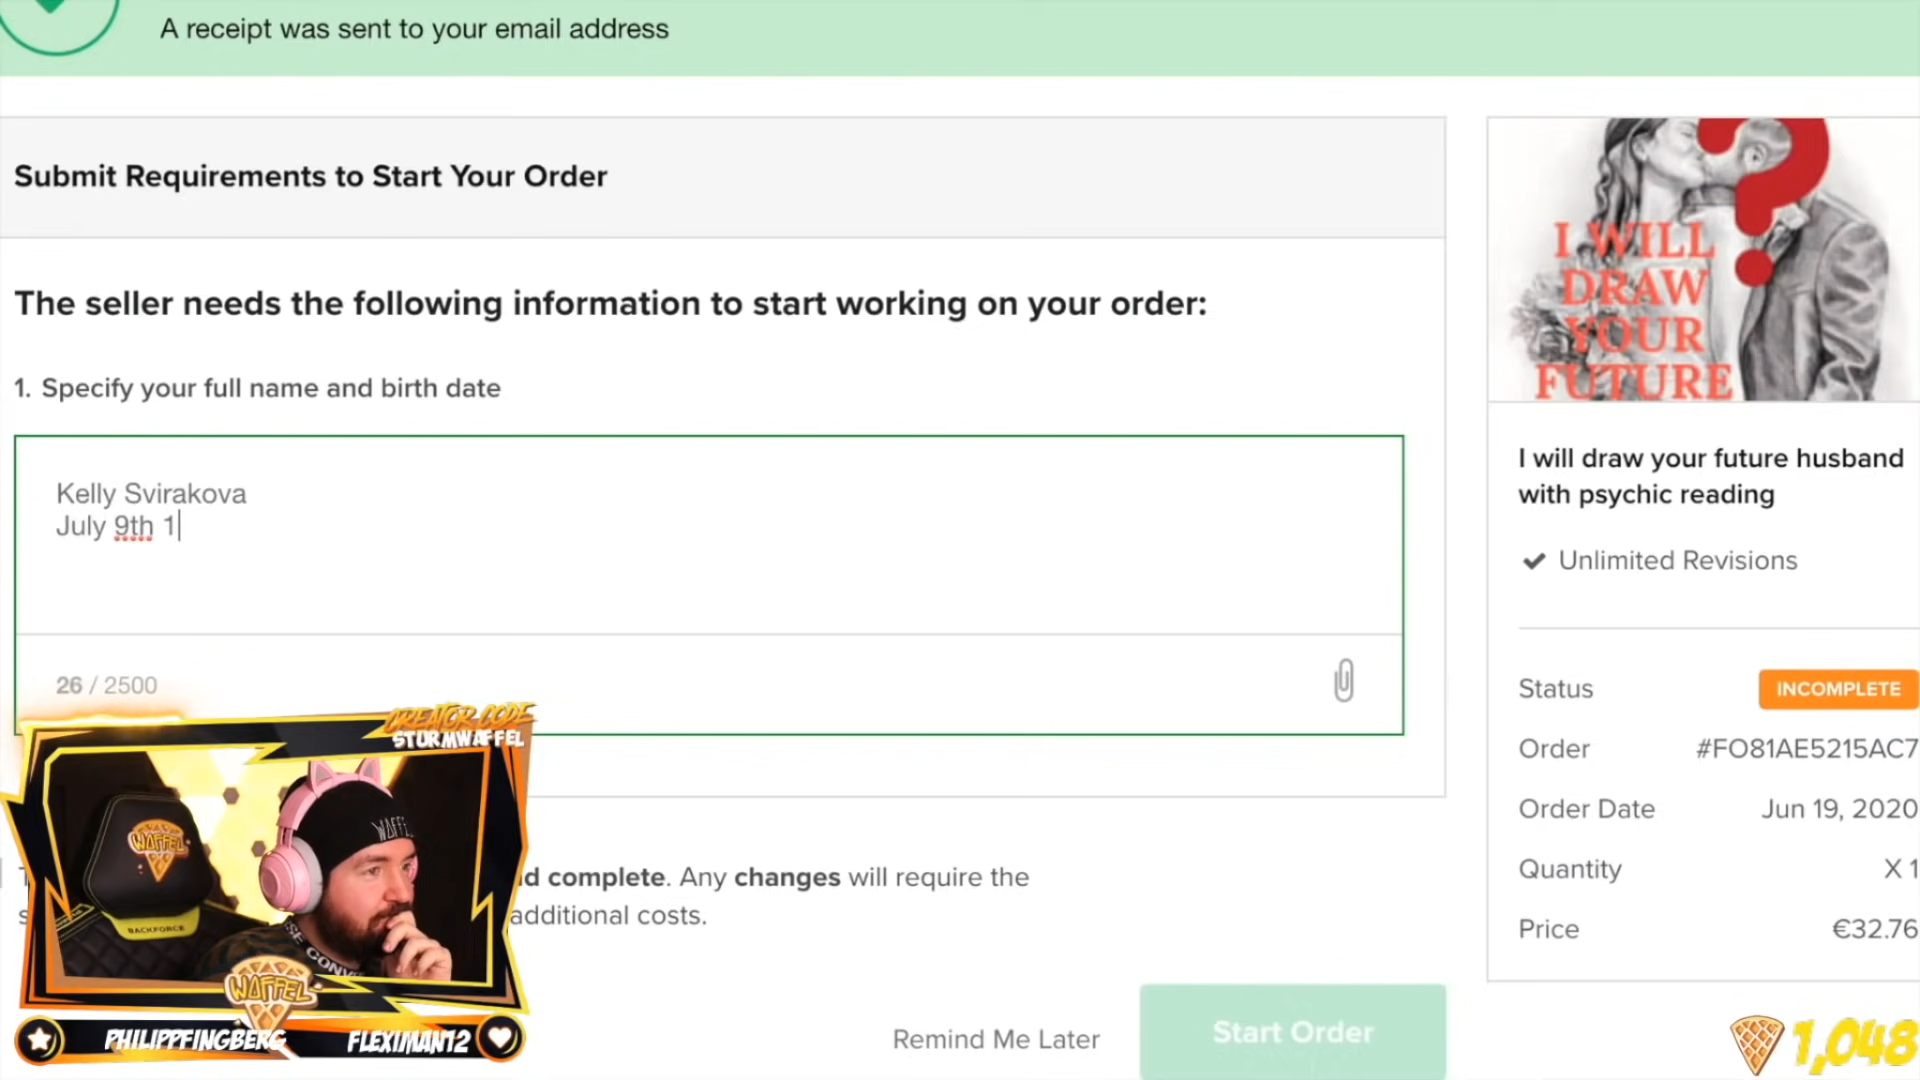 A receipt was sent to your email address
Submit Requirements to Start Your Order
The seller needs the following information to start working on your order:
1. Specify your full name and birth date
Kelly Svirakova
July 9th 1
26 / 2500
I WILL
DRAW
YOUR
FUTURE
I will draw your future husband
with psychic reading
Unlimited Revisions
Status INCOMPLETE
Order #FO81AE5215AC7
Order Date Jun 19, 2020
Quantity X 1
Price €32.76
CREATOR CODE
STURMWAFFEL
WAFFEL
BACKFORCE
WAFFEL
PHILIPPFINGBERG
FLEXIMAN12
d complete. Any changes will require the
additional costs.
Remind Me Later
Start Order
1,048